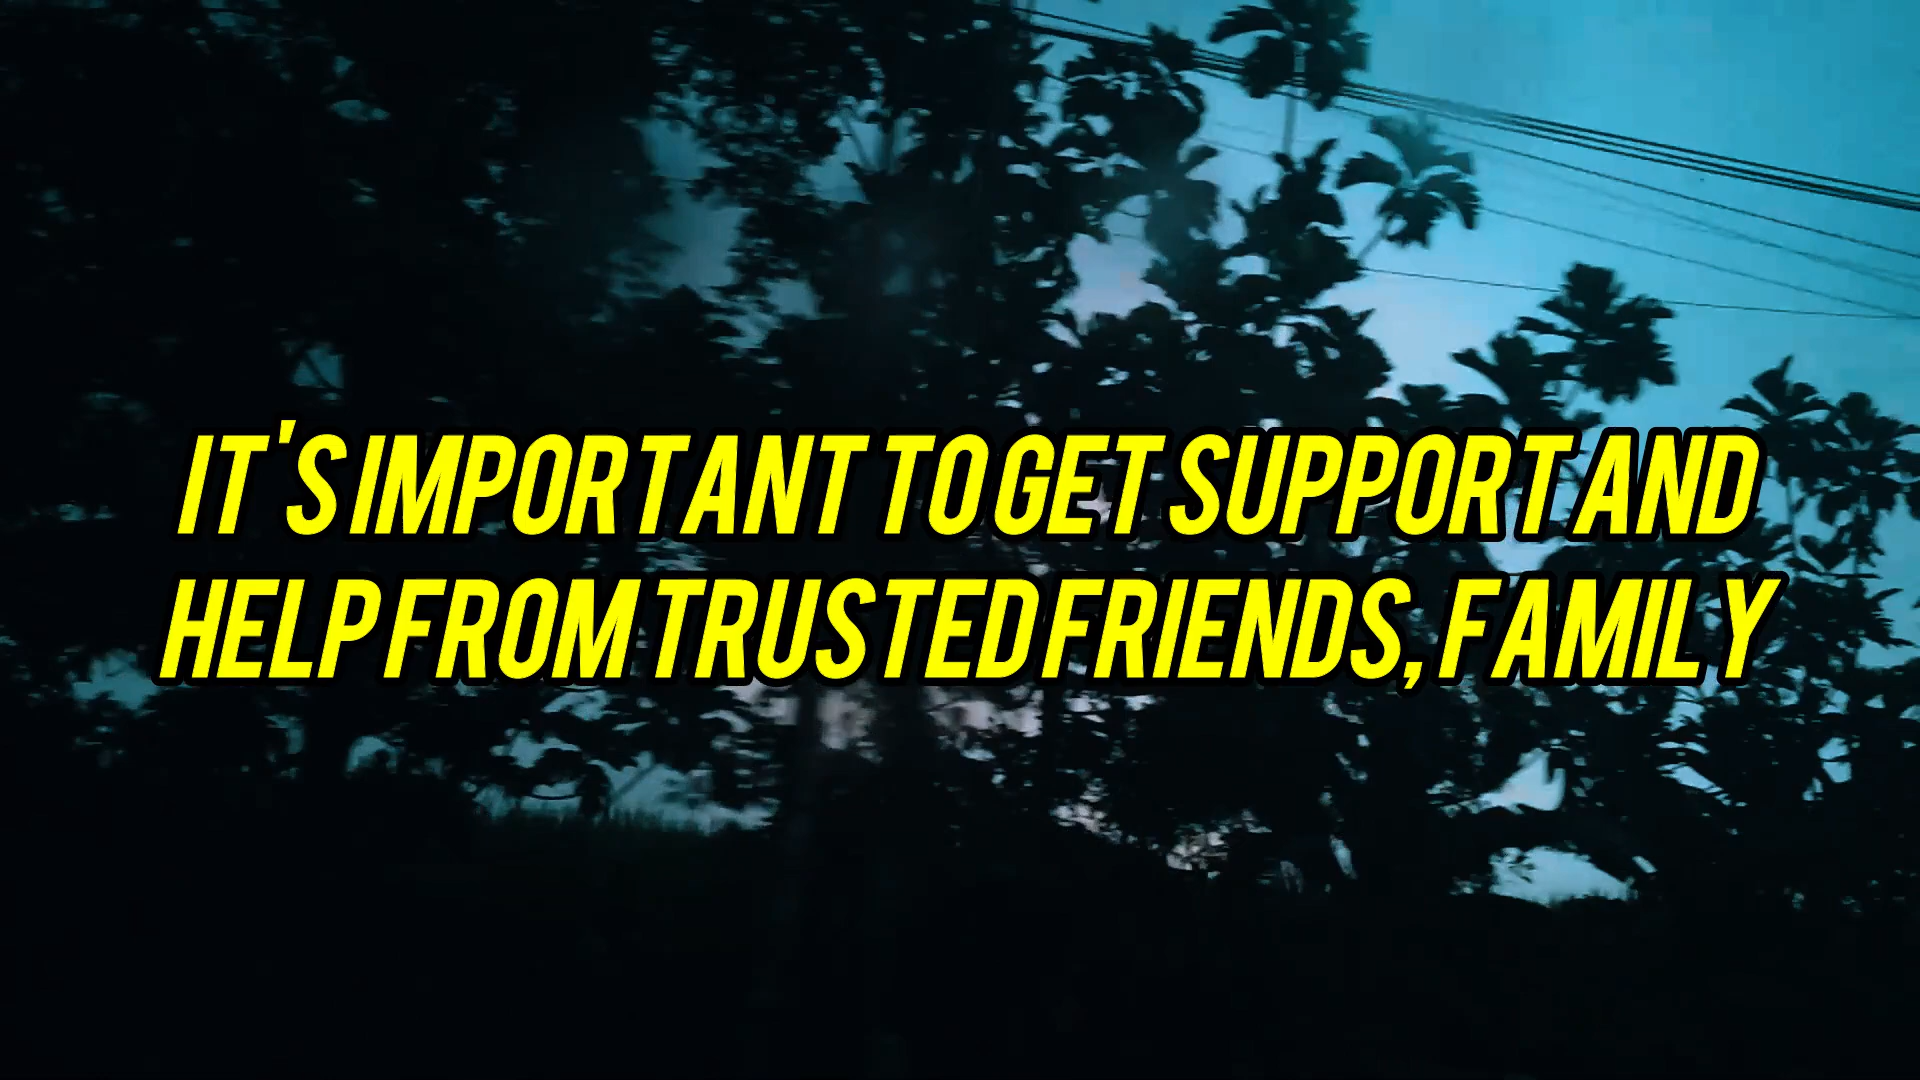 IT'S IMPORTANT TO GET SUPPORT AND
HELP FROM TRUSTED FRIENDS, FAMILY